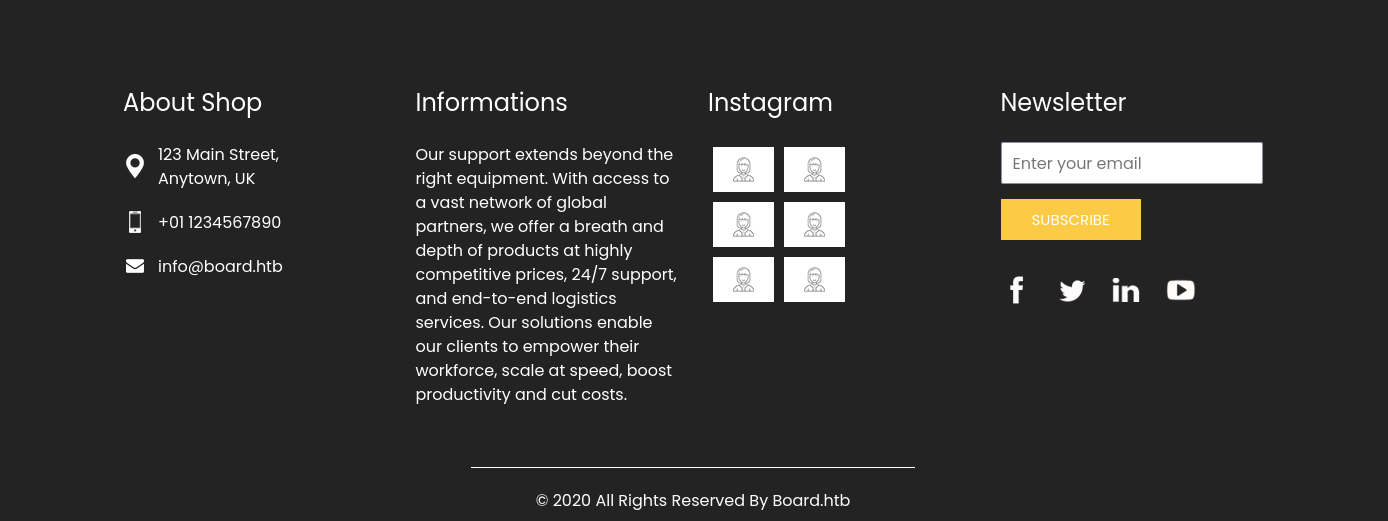 About Shop
123 Main Street,
Anytown, UK
+01 1234567890
info@board.htb
Informations
Our support extends beyond the
right equipment. With access to
a vast network of global
partners, we offer a breath and
depth of products at highly
competitive prices, 24/7 support,
and end-to-end logistics
services. Our solutions enable
our clients to empower their
workforce, scale at speed, boost
productivity and cut costs.
Instagram
Newsletter
Enter your email
SUBSCRIBE
© 2020 All Rights Reserved By Board.htb